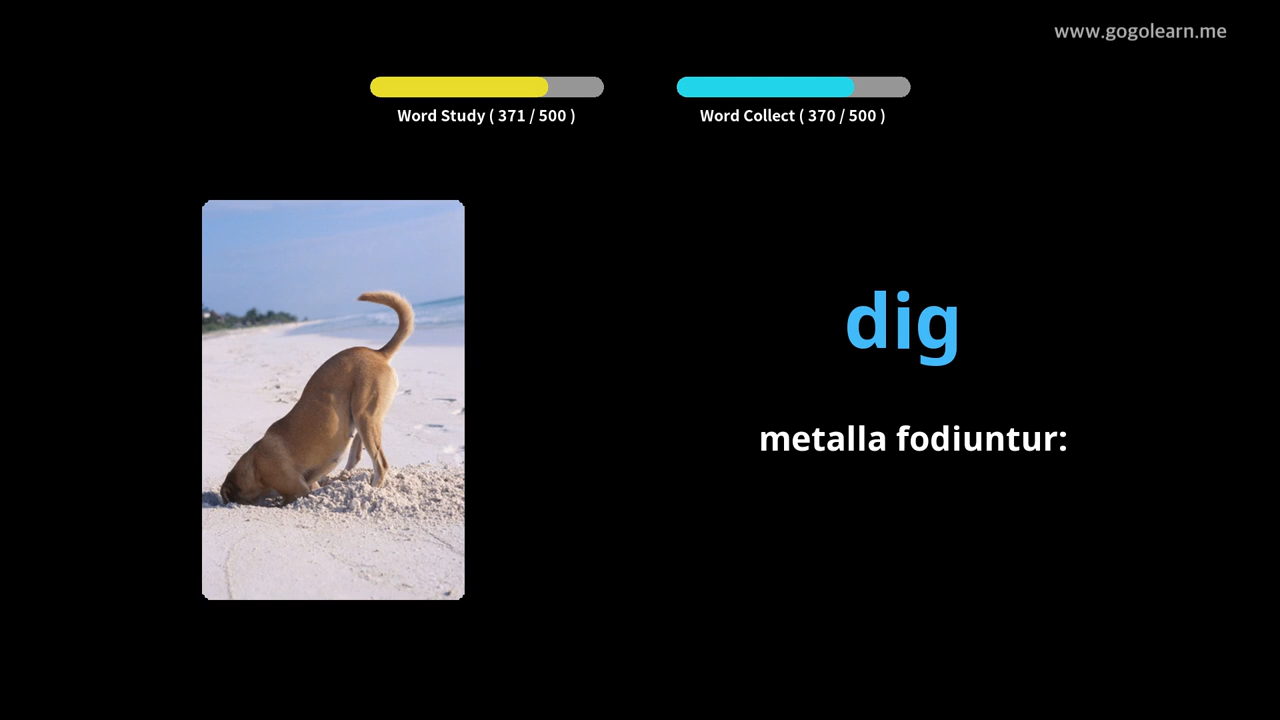 www.gogolearn.me
Word Study ( 371 / 500 )
Word Collect ( 370 / 500 )
dig
metalla fodiuntur: